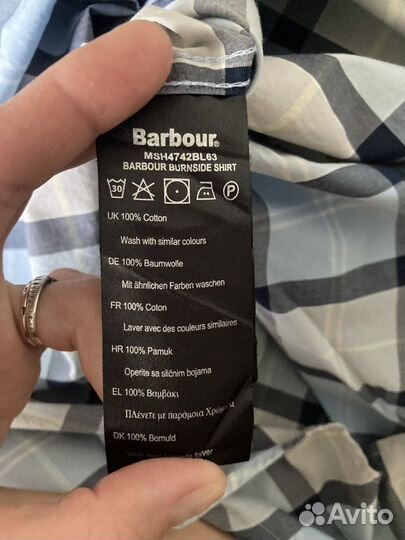 Barbour®
MSH4742BL63
BARBOUR BURNSIDE SHIRT
30 P
UK 100% Cotton
Wash with similar colours
DE 100% Baumwolle
Mit ähnlichen Farben waschen
FR 100% Coton
Laver avec des couleurs similaires
HR 100% Pamuk
Operite sa sličnim bojama
EL 100% Βαμβάκι
Πλένετε με παρόμοια Χρώματα
DK 100% Bomuld
farver
Avito